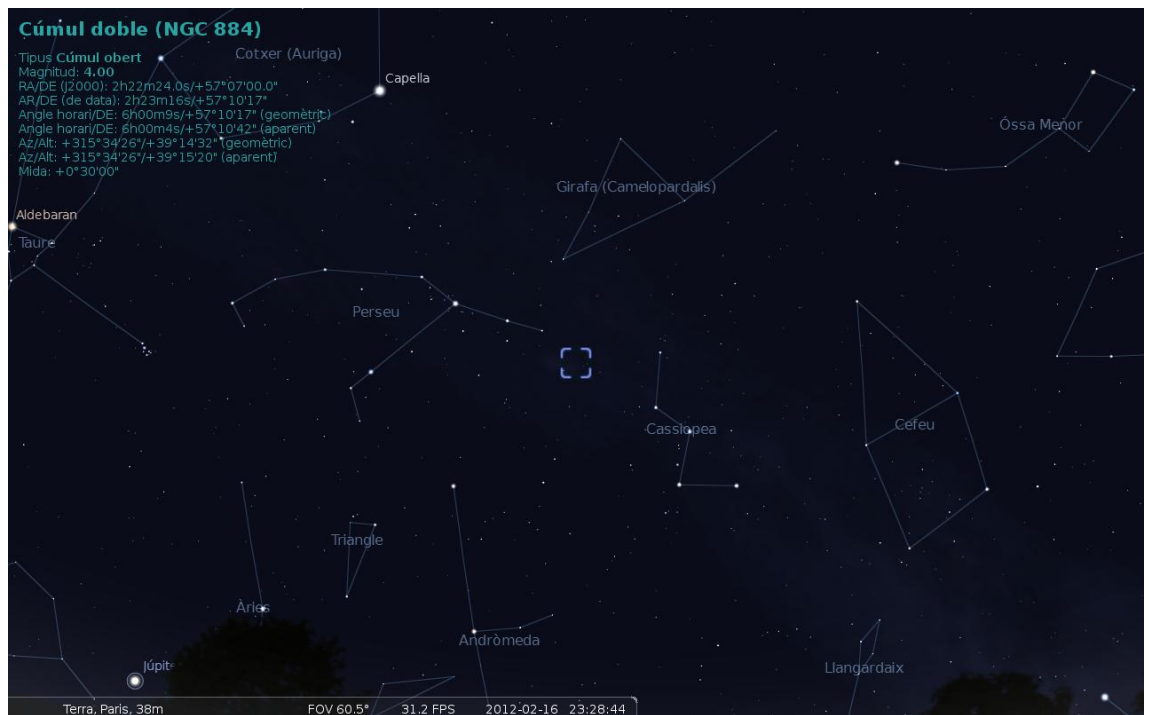 Cúmul doble (NGC 884)
Tipus Cúmul obert
Magnitud: 4.00
RA/DE (J2000): 2h22m24.0s/+57°07'00.0"
AR/DE (de data): 2h23m16s/+57°10'17"
Angle horari/DE: 6h00m9s/+57°10'17" (geomètric)
Angle horari/DE: 6h00m4s/+57°10'42" (aparent)
Az/Alt: +315°34'26"/+39°14'32" (geomètric)
Az/Alt: +315°34'26"/+39°15'20" (aparent)
Mida: +0°30'00"
Cotxer (Auriga)
Capella
Óssa Menor
Girafa (Camelopardalis)
Aldebaran
Taure
Perseu
Cassiopea
Cefeu
Triangle
Àries
Andròmeda
Llangardaix
Júpit
Terra, Paris, 38m FOV 60.5° 31.2 FPS 2012-02-16 23:28:44